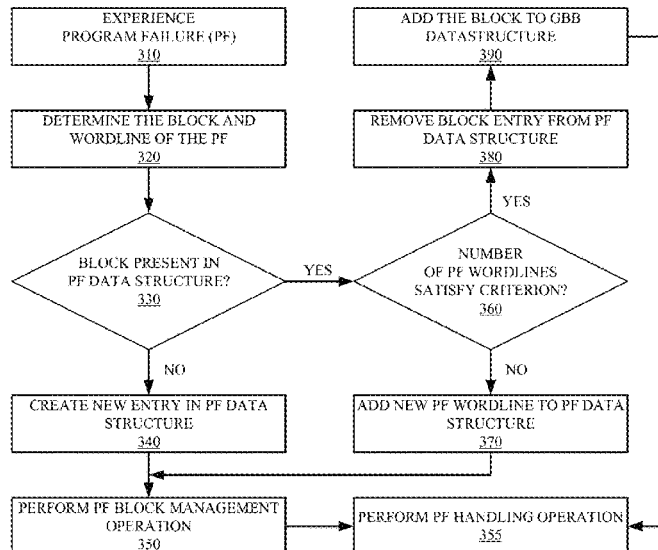 EXPERIENCE
PROGRAM FAILURE (PF)
310
DETERMINE THE BLOCK AND
WORDLINE OF THE PF
320
BLOCK PRESENT IN
PF DATA STRUCTURE?
330
YES
NO
CREATE NEW ENTRY IN PF DATA
STRUCTURE
340
PERFORM PF BLOCK MANAGEMENT
OPERATION
350
ADD THE BLOCK TO GBB
DATASTRUCTURE
390
REMOVE BLOCK ENTRY FROM PF
DATA STRUCTURE
380
YES
NUMBER
OF PF WORDLINES
SATISFY CRITERION?
360
NO
ADD NEW PF WORDLINE TO PF DATA
STRUCTURE
370
PERFORM PF HANDLING OPERATION
355